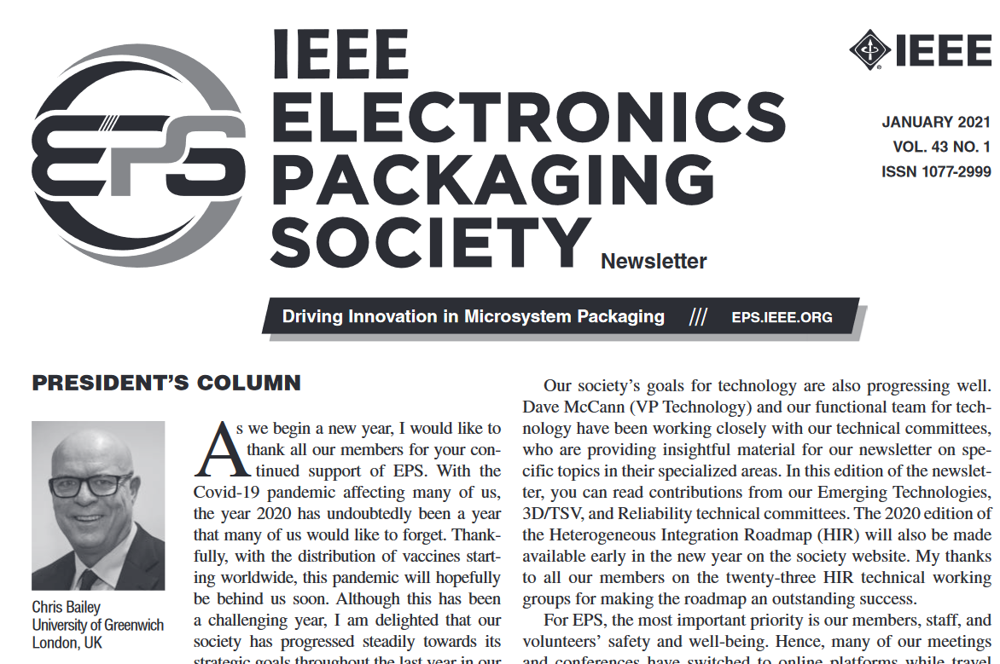 EPS
IEEE
ELECTRONICS
PACKAGING
SOCIETY Newsletter
IEEE
JANUARY 2021
VOL. 43 NO. 1
ISSN 1077-2999
Driving Innovation in Microsystem Packaging /// EPS.IEEE.ORG
PRESIDENT’S COLUMN
Chris Bailey
University of Greenwich
London, UK
As we begin a new year, I would like to
thank all our members for your con-
tinued support of EPS. With the
Covid-19 pandemic affecting many of us,
the year 2020 has undoubtedly been a year
that many of us would like to forget. Thank-
fully, with the distribution of vaccines start-
ing worldwide, this pandemic will hopefully
be behind us soon. Although this has been
a challenging year, I am delighted that our
society has progressed steadily towards its
strategic goals throughout the last year in our
Our society’s goals for technology are also progressing well.
Dave McCann (VP Technology) and our functional team for tech-
nology have been working closely with our technical committees,
who are providing insightful material for our newsletter on spe-
cific topics in their specialized areas. In this edition of the newslet-
ter, you can read contributions from our Emerging Technologies,
3D/TSV, and Reliability technical committees. The 2020 edition of
the Heterogeneous Integration Roadmap (HIR) will also be made
available early in the new year on the society website. My thanks
to all our members on the twenty-three HIR technical working
groups for making the roadmap an outstanding success.
For EPS, the most important priority is our members, staff, and
volunteers’ safety and well-being. Hence, many of our meetings
and conferences have switched to online platforms while travel